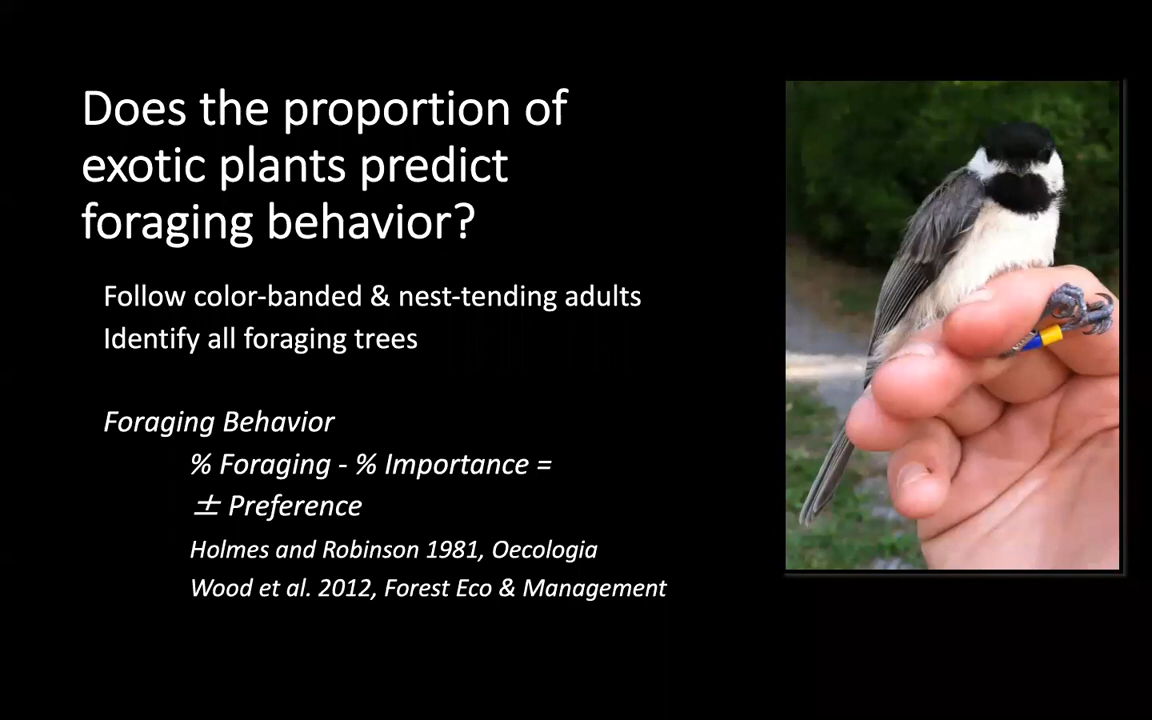 Does the proportion of
exotic plants predict
foraging behavior?
Follow color-banded & nest-tending adults
Identify all foraging trees
Foraging Behavior
% Foraging - % Importance =
± Preference
Holmes and Robinson 1981, Oecologia
Wood et al. 2012, Forest Eco & Management